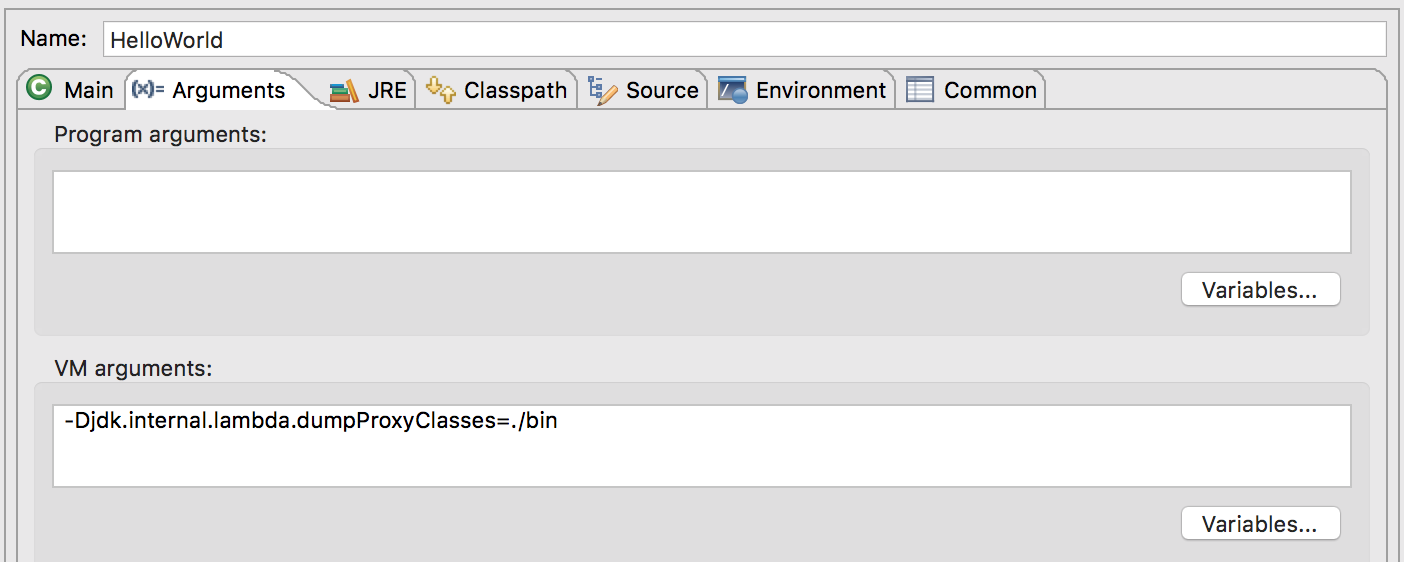 Name: HelloWorld
Main (x)= Arguments JRE Classpath Source Environment Common
Program arguments:
Variables...
VM arguments:
-Djdk.internal.lambda.dumpProxyClasses=./bin
Variables...